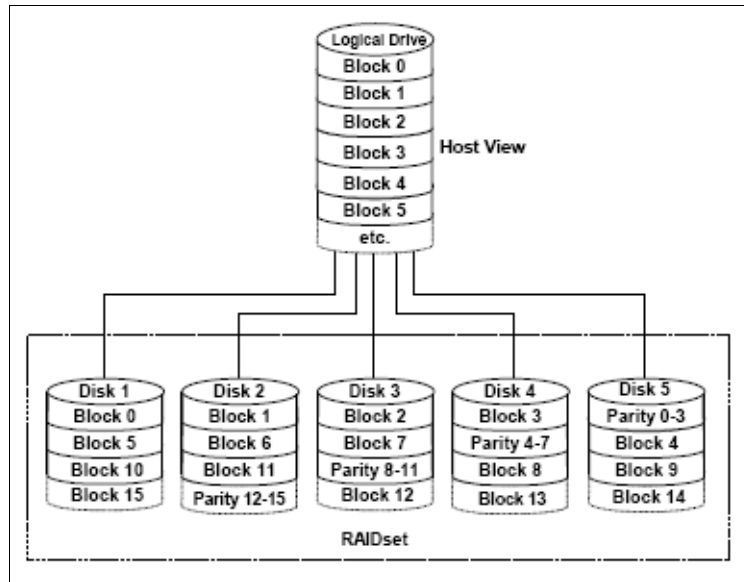 Logical Drive
Block 0
Block 1
Block 2
Block 3
Host View
Block 4
Block 5
etc.
Disk 1
Block 0
Block 5
Block 10
Block 15
Disk 2
Block 1
Block 6
Block 11
Parity 12-15
Disk 3
Block 2
Block 7
Parity 8-11
Block 12
Disk 4
Block 3
Parity 4-7
Block 8
Block 13
Disk 5
Parity 0-3
Block 4
Block 9
Block 14
RAIDset